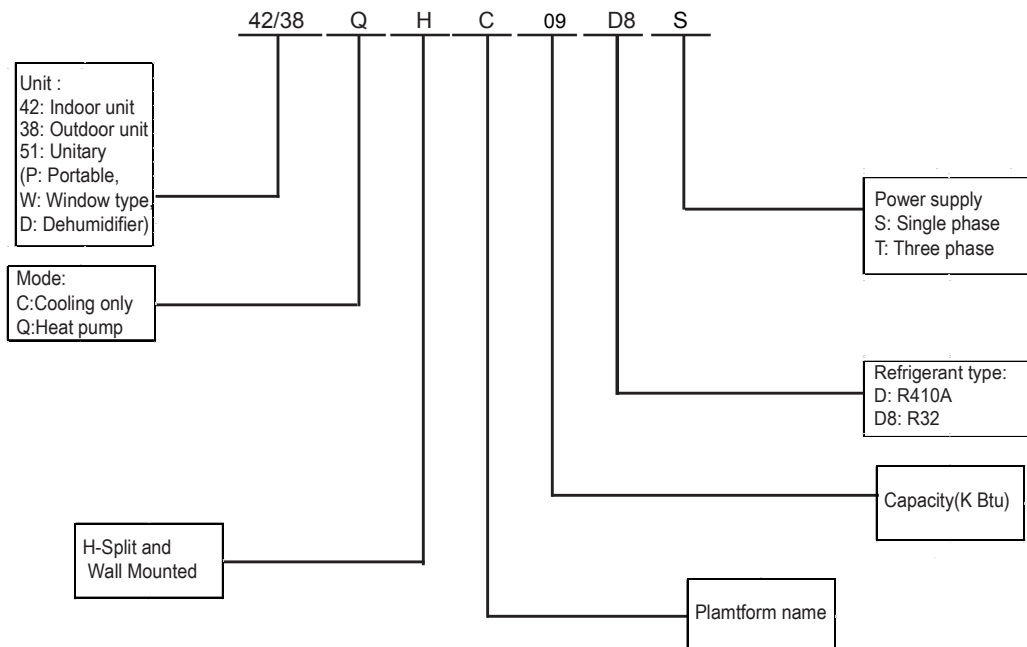 42/38 Q H C 09 D8 S
Unit :
42: Indoor unit
38: Outdoor unit
51: Unitary
(P: Portable,
W: Window type,
D: Dehumidifier)
Power supply
S: Single phase
T: Three phase
Mode:
C:Cooling only
Q:Heat pump
Refrigerant type:
D: R410A
D8: R32
Capacity(K Btu)
H-Split and
Wall Mounted
Plamtform name